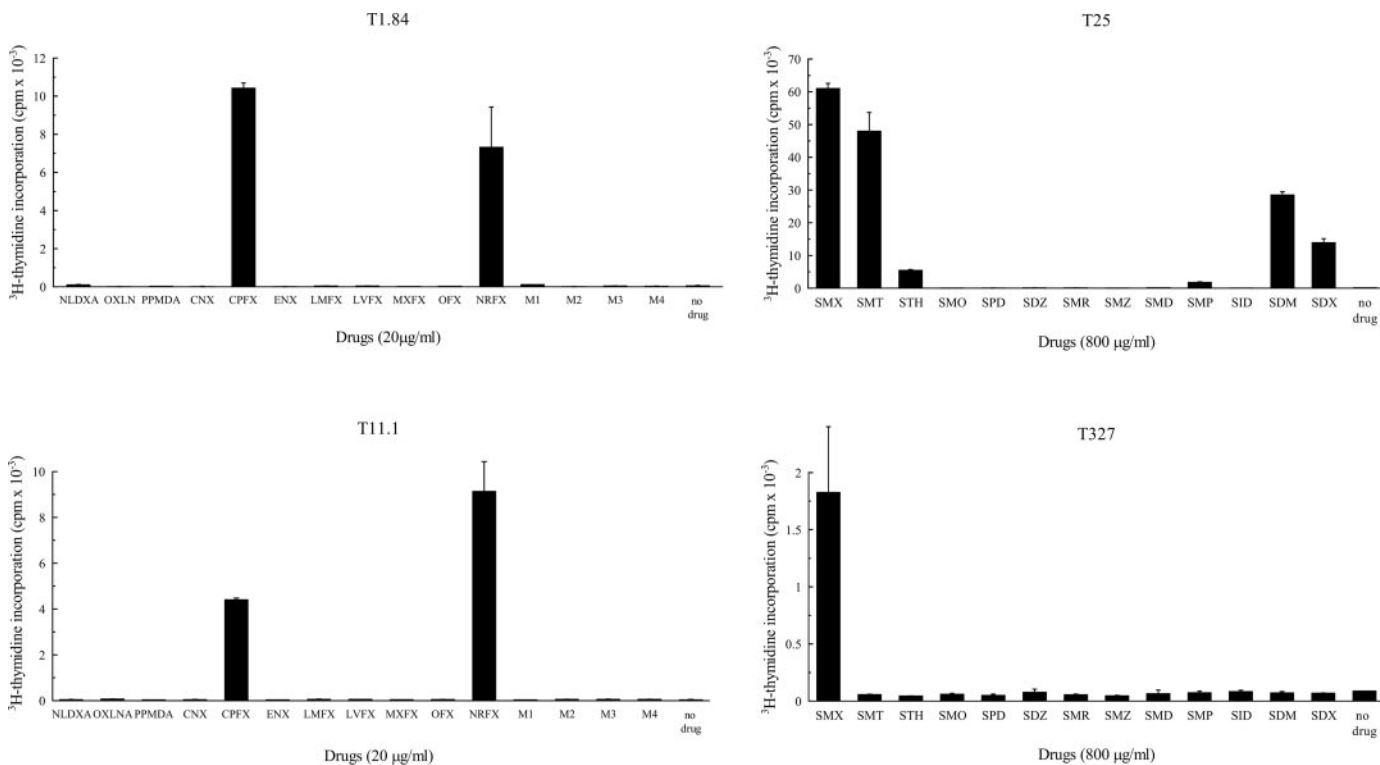 T1.84
³H-thymidine incorporation (cpm x 10⁻³)
12
10
8
6
4
2
0
NLDXA OXLN PPMDA CNX CPFX ENX LMFX LVFX MXFX OFX NRFX M1 M2 M3 M4 no drug
Drugs (20µg/ml)
T25
³H-thymidine incorporation (cpm x 10⁻³)
70
60
50
40
30
20
10
0
SMX SMT STH SMO SPD SDZ SMR SMZ SMD SMP SID SDM SDX no drug
Drugs (800 µg/ml)
T11.1
³H-thymidine incorporation (cpm x 10⁻³)
10
8
6
4
2
0
NLDXA OXLNA PPMDA CNX CPFX ENX LMFX LVFX MXFX OFX NRFX M1 M2 M3 M4 no drug
Drugs (20 µg/ml)
T327
³H-thymidine incorporation (cpm x 10⁻³)
2
1.5
1
0.5
0
SMX SMT STH SMO SPD SDZ SMR SMZ SMD SMP SID SDM SDX no drug
Drugs (800 µg/ml)